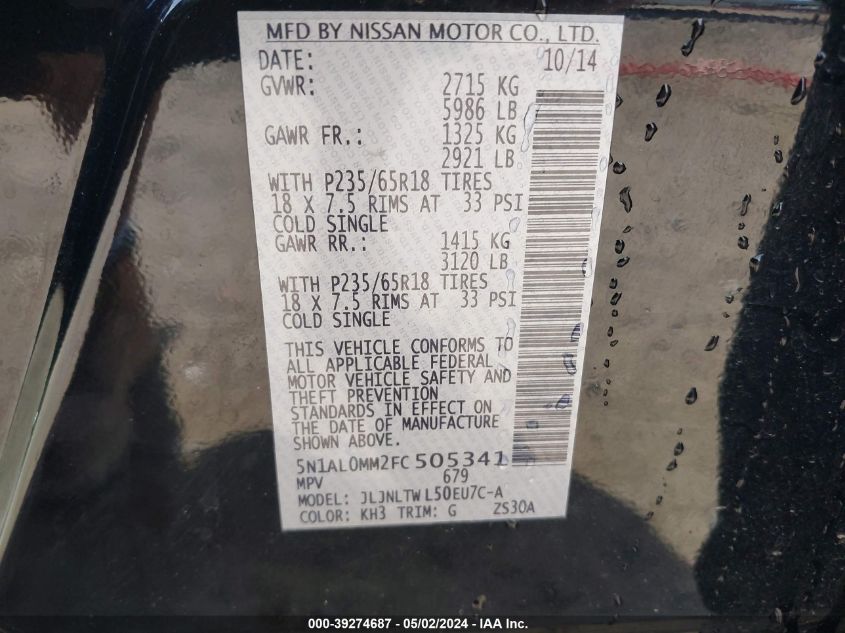 MFD BY NISSAN MOTOR CO., LTD.
DATE: 10/14
GVWR: 2715 KG
5986 LB
GAWR FR.: 1325 KG
2921 LB
WITH P235/65R18 TIRES
18 X 7.5 RIMS AT 33 PSI
COLD SINGLE
GAWR RR.: 1415 KG
3120 LB
WITH P235/65R18 TIRES
18 X 7.5 RIMS AT 33 PSI
COLD SINGLE
THIS VEHICLE CONFORMS TO
ALL APPLICABLE FEDERAL
MOTOR VEHICLE SAFETY AND
THEFT PREVENTION
STANDARDS IN EFFECT ON
THE DATE OF MANUFACTURE
SHOWN ABOVE.
5N1AL0MM2FC505341
MPV 679
MODEL: JLJNLTWL50EU7C-A
COLOR: KH3 TRIM: G ZS30A
000-39274687 - 05/02/2024 - IAA Inc.